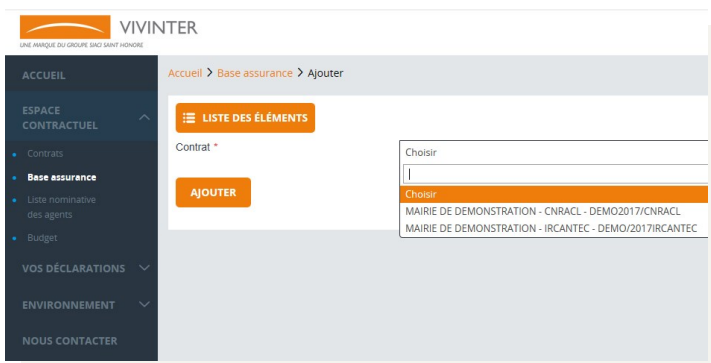 VIVINTER
UNE MARQUE DU GROUPE SIACI SAINT HONORE
ACCUEIL
ESPACE
CONTRACTUEL
Contrats
Base assurance
Liste nominative
des agents
Budget
VOS DÉCLARATIONS
ENVIRONNEMENT
NOUS CONTACTER
Accueil > Base assurance > Ajouter
LISTE DES ÉLÉMENTS
Contrat *
Choisir
Choisir
MAIRIE DE DEMONSTRATION - CNRACL - DEMO2017/CNRACL
MAIRIE DE DEMONSTRATION - IRCANTEC - DEMO/2017IRCANTEC
AJOUTER